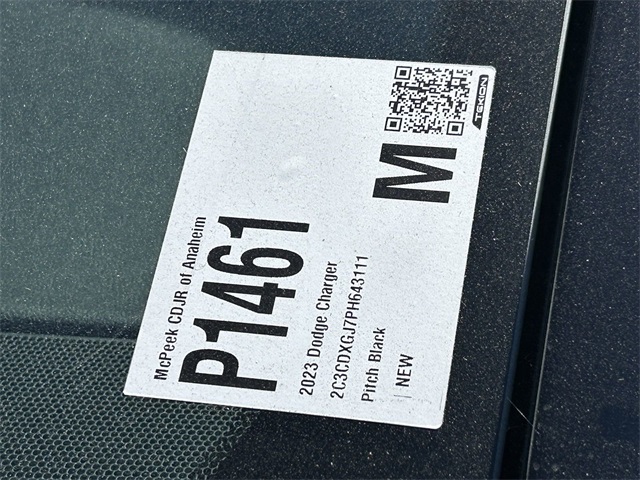 McPeek CDJR of Anaheim
P1461
2023 Dodge Charger
2C3CDXGJ7PH643111
Pitch Black
| NEW
M
TEKION